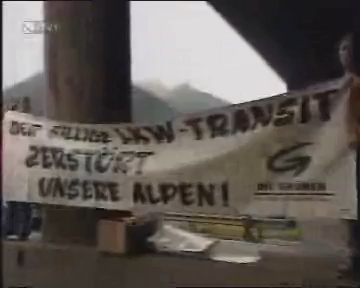 DER BILLIGE LKW-TRANSIT
ZERSTÖRT
UNSERE ALPEN!
DIE GRÜNEN